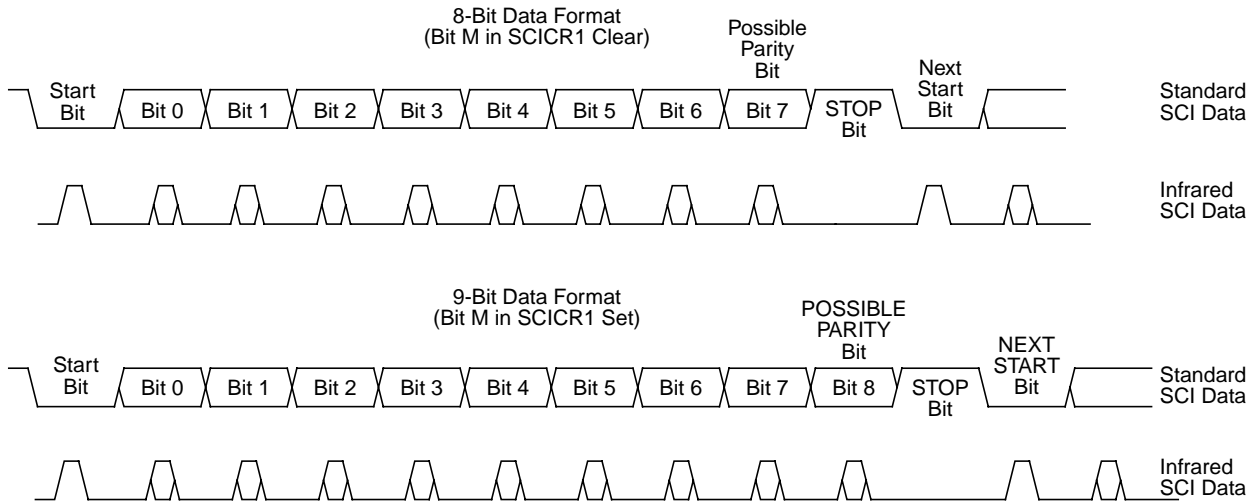 8-Bit Data Format
(Bit M in SCICR1 Clear)
Possible
Parity
Bit
Start
Bit
Bit 0
Bit 1
Bit 2
Bit 3
Bit 4
Bit 5
Bit 6
Bit 7
STOP
Bit
Next
Start
Bit
Standard
SCI Data
Infrared
SCI Data
9-Bit Data Format
(Bit M in SCICR1 Set)
POSSIBLE
PARITY
Bit
Start
Bit
Bit 0
Bit 1
Bit 2
Bit 3
Bit 4
Bit 5
Bit 6
Bit 7
Bit 8
STOP
Bit
NEXT
START
Bit
Standard
SCI Data
Infrared
SCI Data